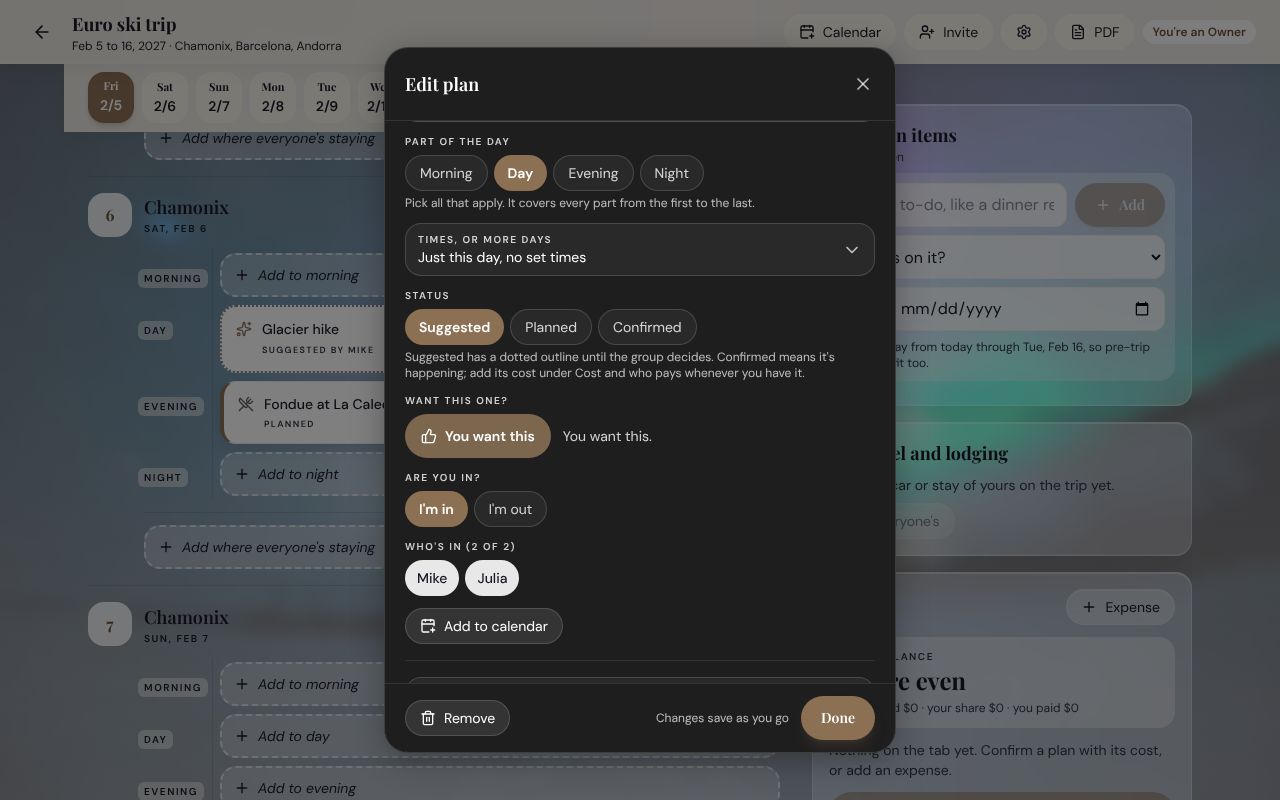 Euro ski trip
Feb 5 to 16, 2027 · Chamonix, Barcelona, Andorra
Calendar
Invite
PDF
You're an Owner
Fri 2/5
Sat 2/6
Sun 2/7
Mon 2/8
Tue 2/9
Add where everyone's staying
6
Chamonix
SAT, FEB 6
MORNING
Add to morning
DAY
Glacier hike
SUGGESTED BY MIKE
EVENING
Fondue at La
PLANNED
NIGHT
Add to night
Add where everyone's staying
7
Chamonix
SUN, FEB 7
MORNING
Add to morning
DAY
Add to day
EVENING
Add to evening
Edit plan
PART OF THE DAY
Morning
Day
Evening
Night
Pick all that apply. It covers every part from the first to the last.
TIMES, OR MORE DAYS
Just this day, no set times
STATUS
Suggested
Planned
Confirmed
Suggested has a dotted outline until the group decides. Confirmed means it's
happening; add its cost under Cost and who pays whenever you have it.
WANT THIS ONE?
You want this
You want this.
ARE YOU IN?
I'm in
I'm out
WHO'S IN (2 OF 2)
Mike
Julia
Add to calendar
Remove
Changes save as you go
Done
items
to-do, like a dinner
Add
on it?
mm/dd/yyyy
from today through Tue, Feb 16, so pre-trip
fit too.
and lodging
car or stay of yours on the trip yet.
Expense
even
$0 · your share $0 · you paid $0
Nothing on the tab yet. Confirm a plan with its cost,
or add an expense.